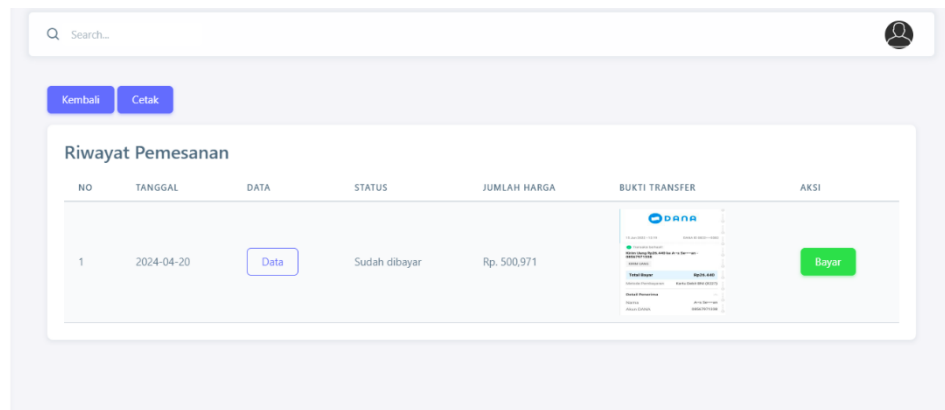 Search...
Kembali Cetak
Riwayat Pemesanan
NO TANGGAL DATA STATUS JUMLAH HARGA BUKTI TRANSFER AKSI
DANA
Total Bayar
1 2024-04-20 Data Sudah dibayar Rp. 500,971 Bayar